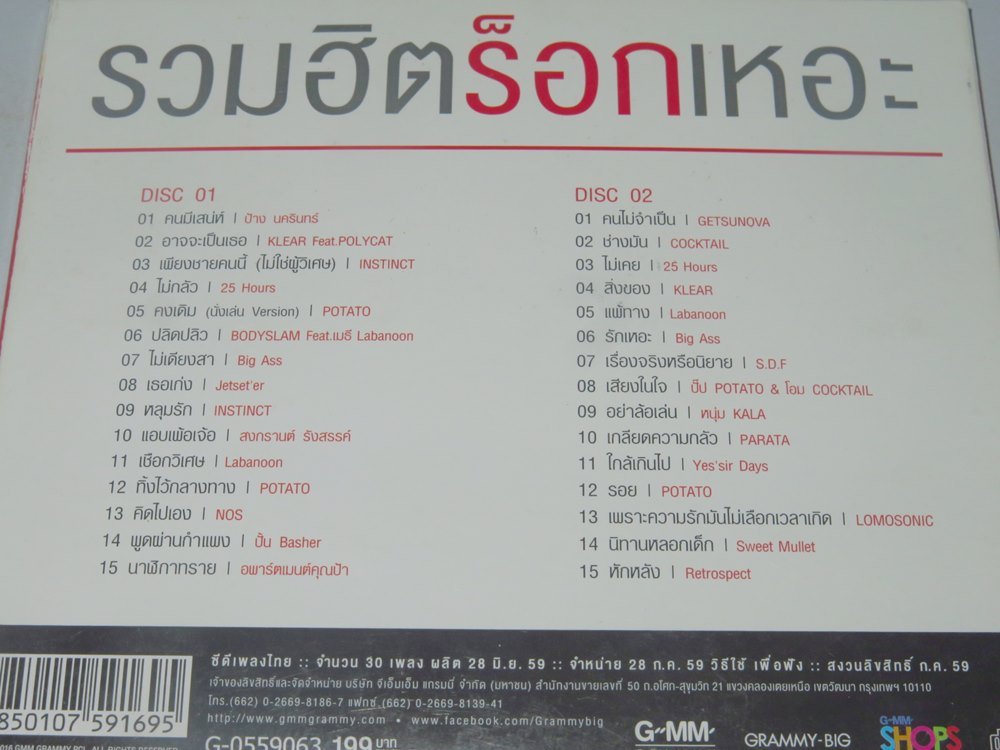 รวมฮิตร็อกเหอะ
DISC 01
01 คนมีเสน่ห์ | ป้าง นครินทร์
02 อาจจะเป็นเธอ | KLEAR Feat.POLYCAT
03 เพียงชายคนนี้ (ไม่ใช่ผู้วิเศษ) | INSTINCT
04 ไม่กลัว | 25 Hours
05 คงเดิม (นั่งเล่น Version) | POTATO
06 ปลิดปลิว | BODYSLAM Feat.เมธี Labanoon
07 ไม่เดียงสา | Big Ass
08 เธอเก่ง | Jetset'er
09 หลุมรัก | INSTINCT
10 แอบเพ้อเจ้อ | สงกรานต์ รังสรรค์
11 เชือกวิเศษ | Labanoon
12 ทิ้งไว้กลางทาง | POTATO
13 คิดไปเอง | NOS
14 พูดผ่านกำแพง | ปั้น Basher
15 นาฬิกาทราย | อพาร์ตเมนต์คุณป้า
DISC 02
01 คนไม่จำเป็น | GETSUNOVA
02 ช่างมัน | COCKTAIL
03 ไม่เคย | 25 Hours
04 สิ่งของ | KLEAR
05 แพ้ทาง | Labanoon
06 รักเหอะ | Big Ass
07 เรื่องจริงหรือนิยาย | S.D.F
08 เสียงในใจ | ปั๊ป POTATO & โอม COCKTAIL
09 อย่าล้อเล่น | หนุ่ม KALA
10 เกลียดความกลัว | PARATA
11 ใกล้เกินไป | Yes'sir Days
12 รอย | POTATO
13 เพราะความรักมันไม่เลือกเวลาเกิด | LOMOSONIC
14 นิทานหลอกเด็ก | Sweet Mullet
15 หักหลัง | Retrospect
ซีดีเพลงไทย :: จำนวน 30 เพลง ผลิต 28 มิ.ย. 59 :: จำหน่าย 28 ก.ค. 59 วิธีใช้ เพื่อฟัง :: สงวนลิขสิทธิ์ ก.ค. 59
เจ้าของลิขสิทธิ์และจัดจำหน่าย บริษัท จีเอ็มเอ็ม แกรมมี่ จำกัด (มหาชน) สำนักงานขายเลขที่ 50 ถ.อโศก-สุขุมวิท 21 แขวงคลองเตยเหนือ เขตวัฒนา กรุงเทพฯ 10110
โทร.(662) 0-2669-8186-7 แฟกซ์.(662) 0-2669-8139-41
http://www.gmmgrammy.com • www.facebook.com/Grammybig
850107 591695
G-0559063 199 บาท
G-MM-
GRAMMY-BIG
G-MM-
SHOPS
2016 GMM GRAMMY PCL. ALL RIGHTS RESERVED